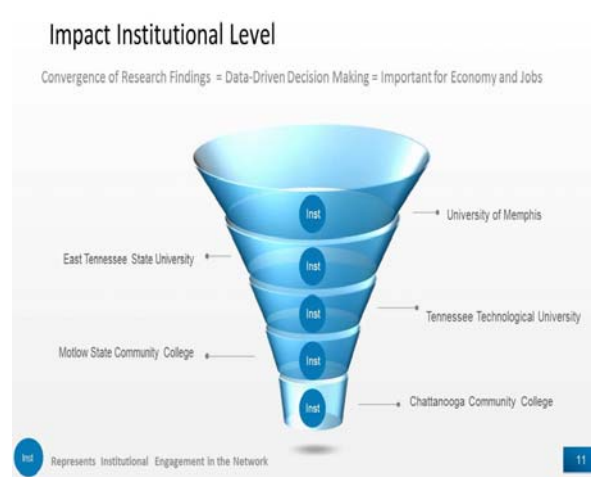 Impact Institutional Level
Convergence of Research Findings = Data-Driven Decision Making = Important for Economy and Jobs
Inst
University of Memphis
East Tennessee State University
Inst
Inst
Tennessee Technological University
Motlow State Community College
Inst
Inst
Chattanooga Community College
Inst
Represents Institutional Engagement in the Network
11